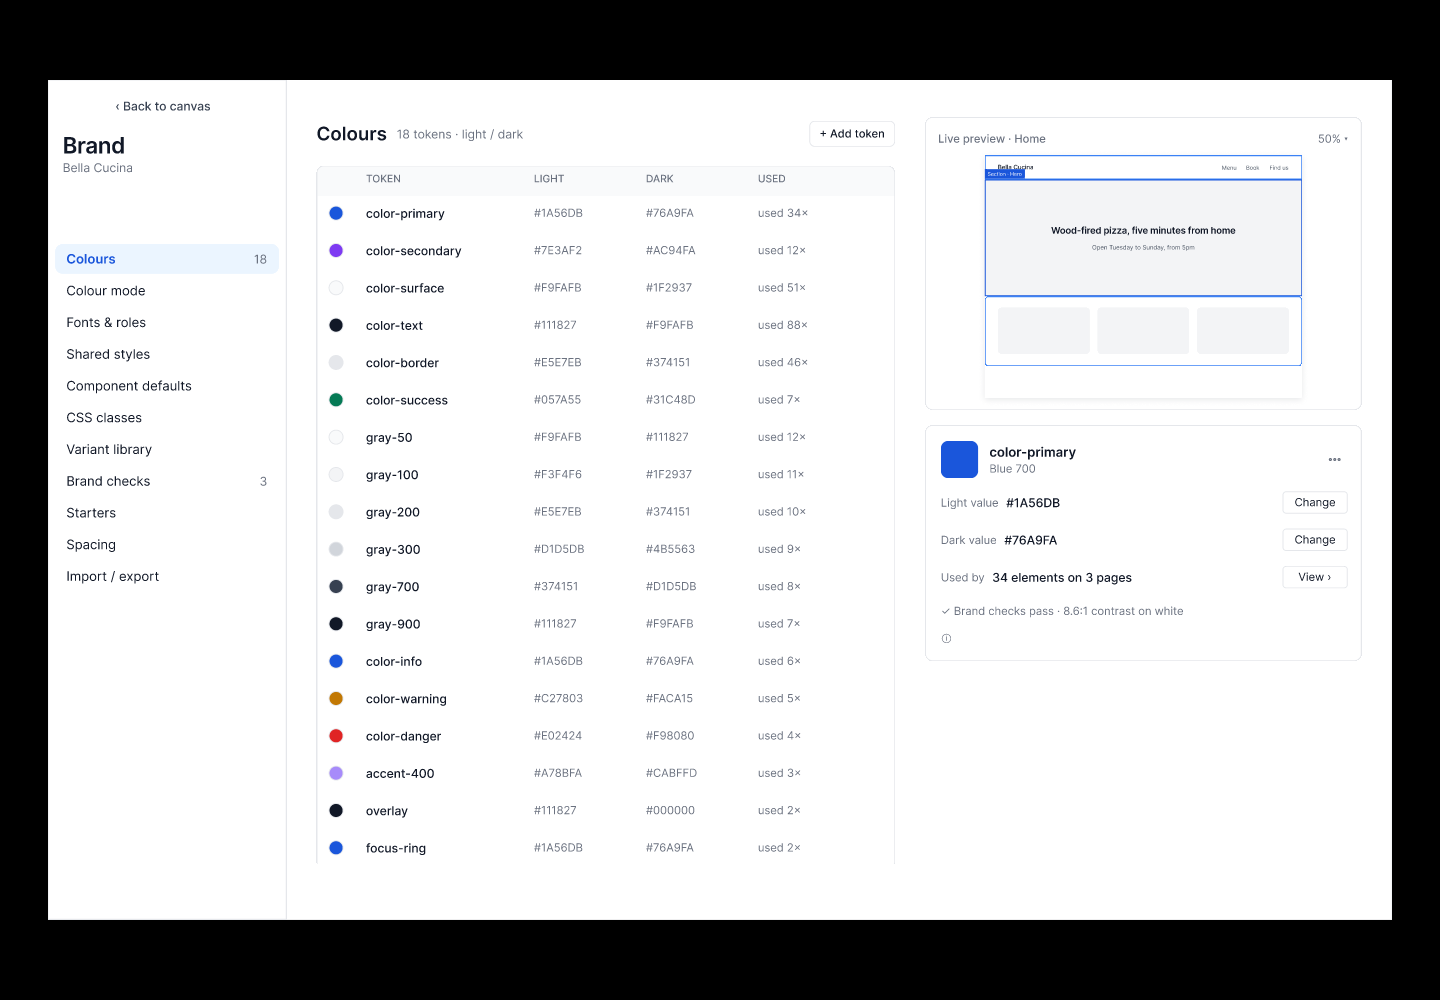 ‹ Back to canvas
Brand
Bella Cucina
Colours 18
Colour mode
Fonts & roles
Shared styles
Component defaults
CSS classes
Variant library
Brand checks 3
Starters
Spacing
Import / export
Colours 18 tokens · light / dark
+ Add token
TOKEN LIGHT DARK USED
color-primary #1A56DB #76A9FA used 34×
color-secondary #7E3AF2 #AC94FA used 12×
color-surface #F9FAFB #1F2937 used 51×
color-text #111827 #F9FAFB used 88×
color-border #E5E7EB #374151 used 46×
color-success #057A55 #31C48D used 7×
gray-50 #F9FAFB #111827 used 12×
gray-100 #F3F4F6 #1F2937 used 11×
gray-200 #E5E7EB #374151 used 10×
gray-300 #D1D5DB #4B5563 used 9×
gray-700 #374151 #D1D5DB used 8×
gray-900 #111827 #F9FAFB used 7×
color-info #1A56DB #76A9FA used 6×
color-warning #C27803 #FACA15 used 5×
color-danger #E02424 #F98080 used 4×
accent-400 #A78BFA #CABFFD used 3×
overlay #111827 #000000 used 2×
focus-ring #1A56DB #76A9FA used 2×
Live preview · Home 50%
Bella Cucina Menu Book Find us
Section · Hero
Wood-fired pizza, five minutes from home
Open Tuesday to Sunday, from 5pm
color-primary
Blue 700
•••
Light value #1A56DB Change
Dark value #76A9FA Change
Used by 34 elements on 3 pages View ›
✓ Brand checks pass · 8.6:1 contrast on white
ⓘ